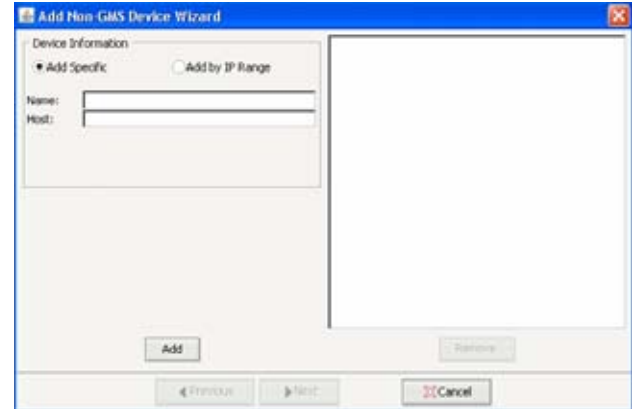 Add Non-GMS Device Wizard
Device Information
Add Specific Add by IP Range
Name:
Host:
Add Remove
Previous Next Cancel